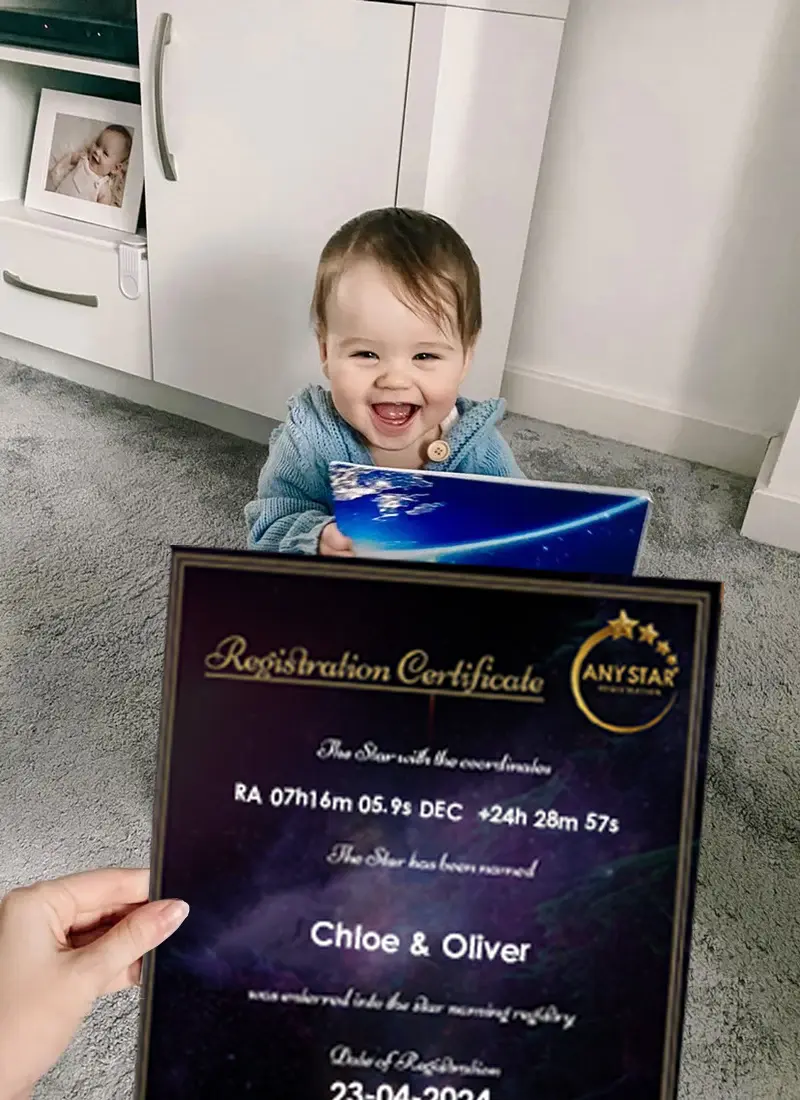 Registration Certificate
ANYSTAR
REGISTRATION
The Star with the coordinates
RA 07h16m 05.9s DEC +24h 28m 57s
The Star has been named
Chloe & Oliver
was entered into the star naming registry
Date of Registration
23-04-2024